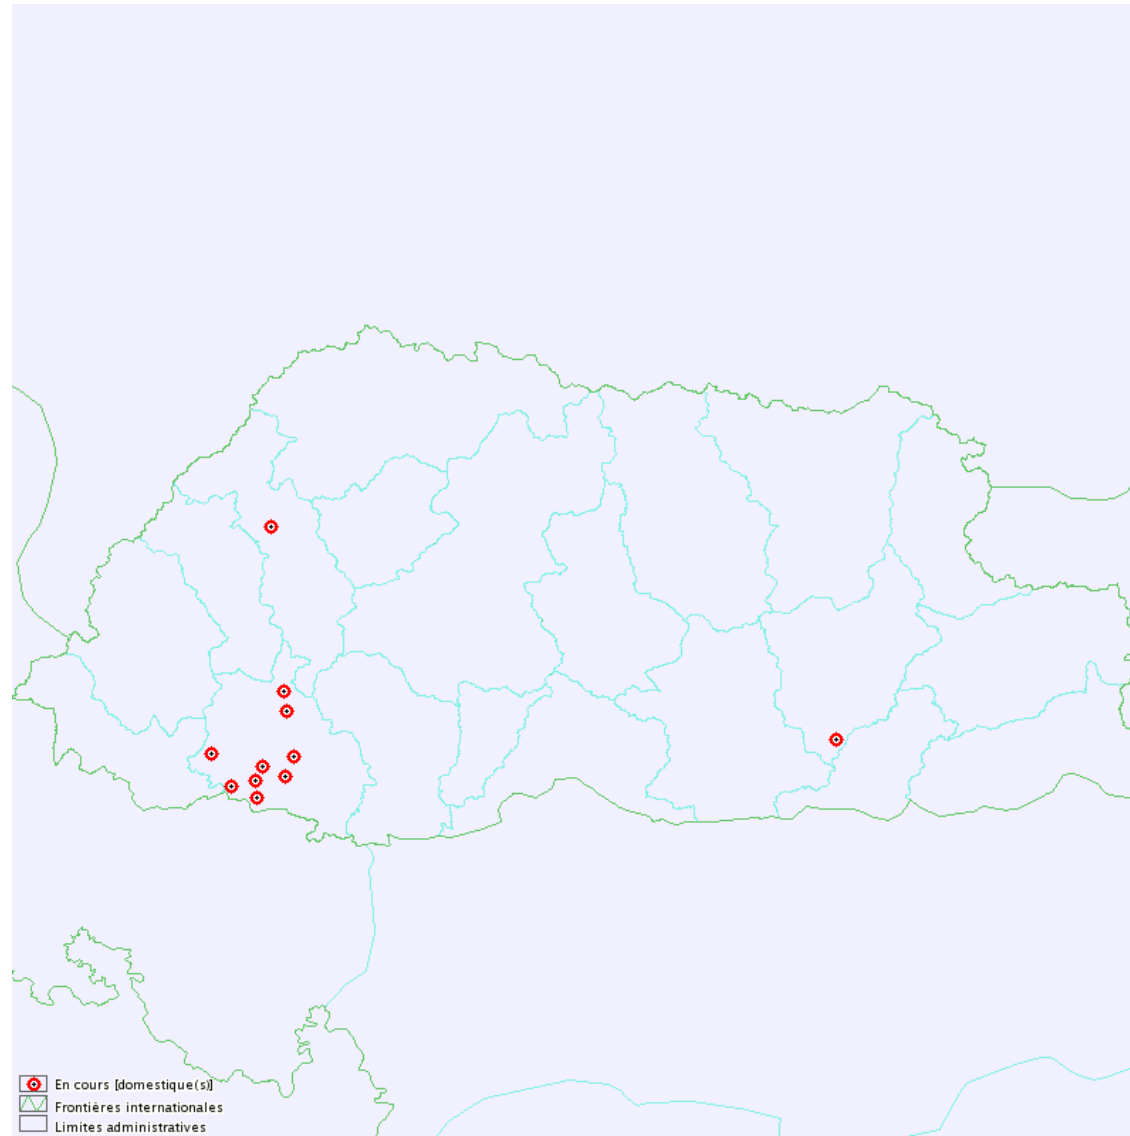 En cours [domestique(s)]
Frontières internationales
Limites administratives